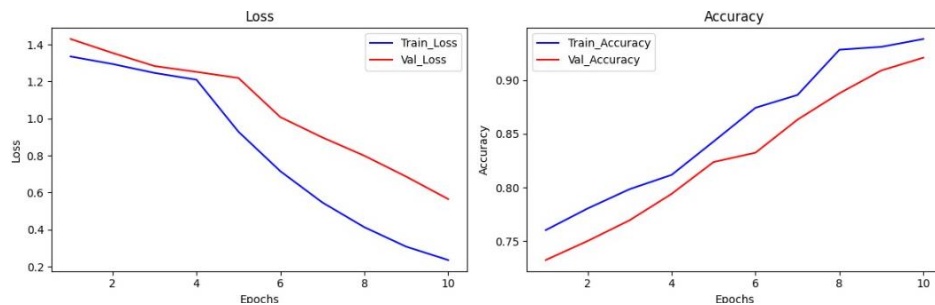 Loss
Train_Loss
Val_Loss
1.4
1.2
1.0
0.8
0.6
0.4
0.2
Loss
2
4
6
8
10
Epochs
Accuracy
Train_Accuracy
Val_Accuracy
0.90
0.85
0.80
0.75
Accuracy
2
4
6
8
10
Epochs